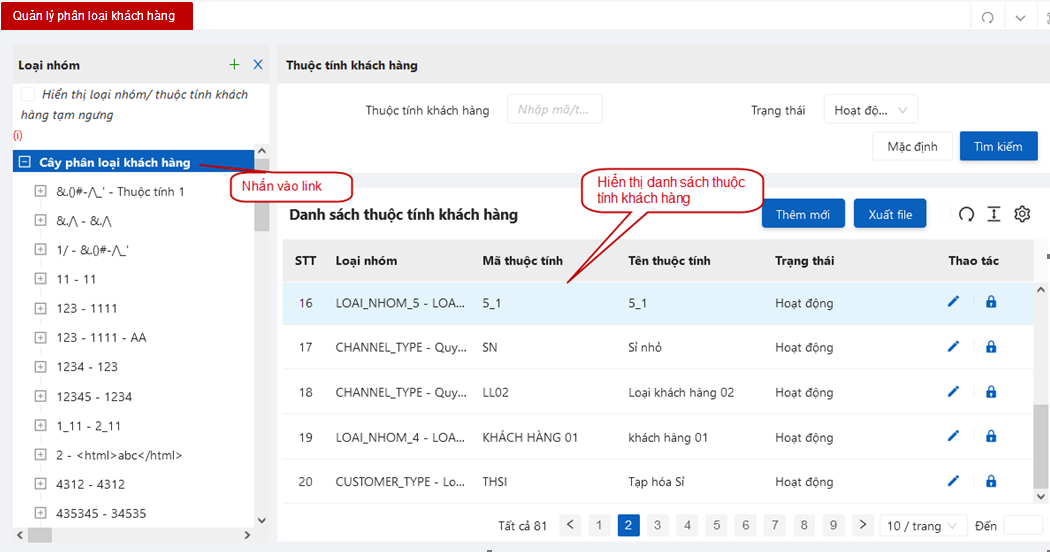 Quản lý phân loại khách hàng
Loại nhóm
Hiển thị loại nhóm/ thuộc tính khách
hàng tạm ngưng
(i)
Cây phân loại khách hàng
&.()#-/\_' - Thuộc tính 1
&./\ - &./\
1/ - &.()#-/\_'
11 - 11
123 - 1111
123 - 1111 - AA
1234 - 123
12345 - 1234
1_11 - 2_11
2 - <html>abc</html>
4312 - 4312
435345 - 34535
Nhấn vào link
Thuộc tính khách hàng
Thuộc tính khách hàng
Nhập mã/t...
Trạng thái
Hoạt độ...
Mặc định
Tìm kiếm
Hiển thị danh sách thuộc
tính khách hàng
Danh sách thuộc tính khách hàng
Thêm mới
Xuất file
STT Loại nhóm Mã thuộc tính Tên thuộc tính Trạng thái Thao tác
16 LOAI_NHOM_5 - LOA... 5_1 5_1 Hoạt động
17 CHANNEL_TYPE - Quy... SN Sỉ nhỏ Hoạt động
18 CHANNEL_TYPE - Quy... LL02 Loại khách hàng 02 Hoạt động
19 LOAI_NHOM_4 - LOA... KHÁCH HÀNG 01 khách hàng 01 Hoạt động
20 CUSTOMER_TYPE - Lo... THSI Tạp hóa Sỉ Hoạt động
Tất cả 81 < 1 2 3 4 5 6 7 8 9 > 10 / trang Đến